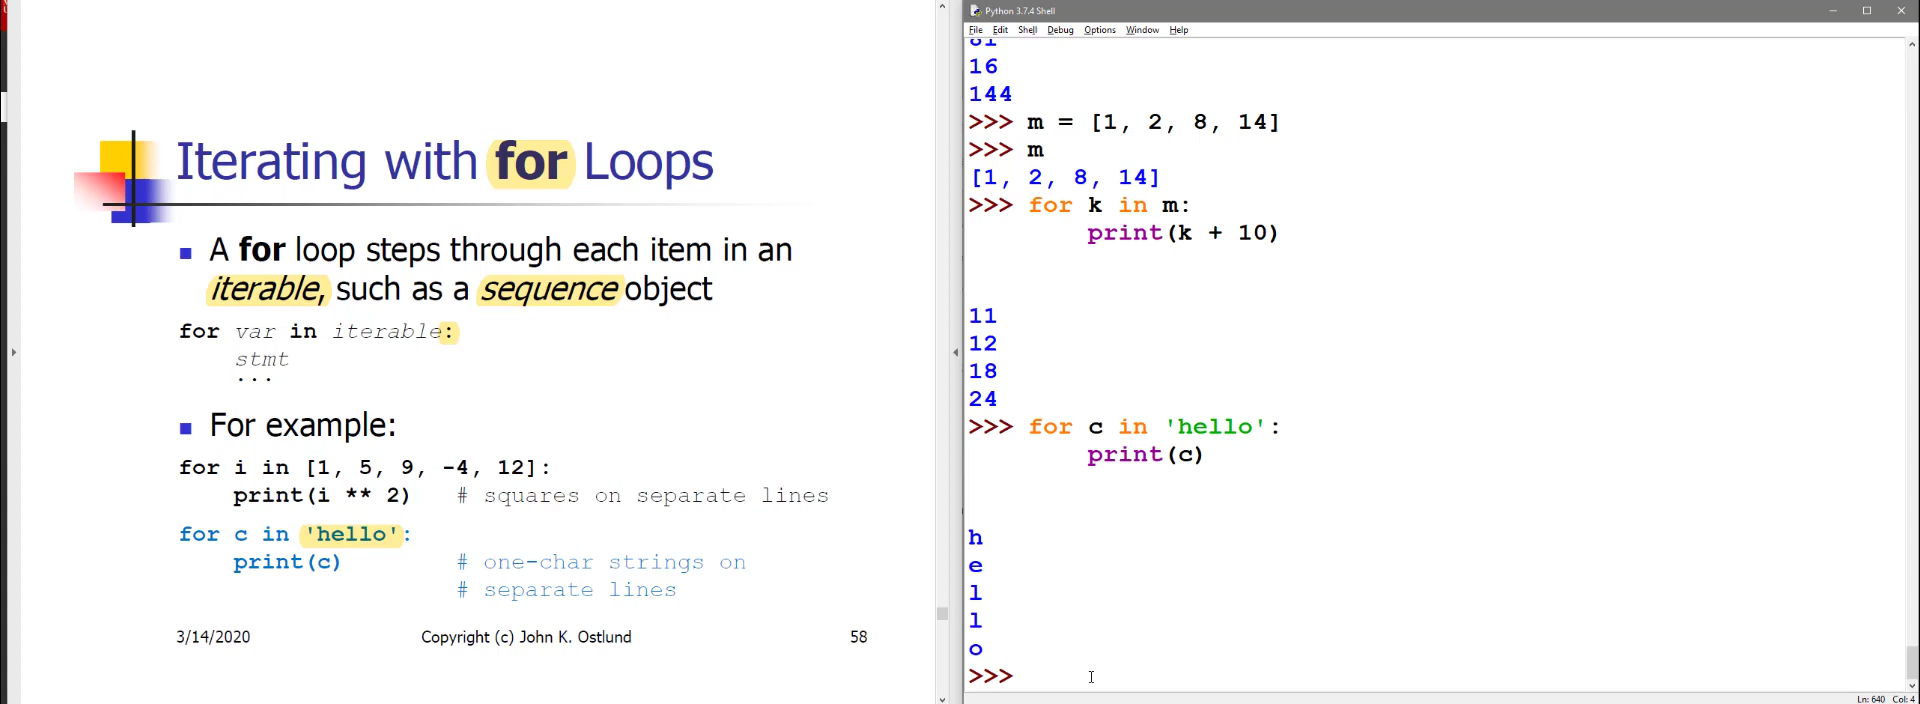 Iterating with for Loops
A for loop steps through each item in an
iterable, such as a sequence object
for var in iterable:
stmt
...
For example:
for i in [1, 5, 9, -4, 12]:
print(i ** 2) # squares on separate lines
for c in 'hello':
print(c) # one-char strings on
# separate lines
3/14/2020 Copyright (c) John K. Ostlund 58
Python 3.7.4 Shell
File Edit Shell Debug Options Window Help
81
16
144
>>> m = [1, 2, 8, 14]
>>> m
[1, 2, 8, 14]
>>> for k in m:
print(k + 10)
11
12
18
24
>>> for c in 'hello':
print(c)
h
e
l
l
o
>>>
Ln: 640 Col: 4